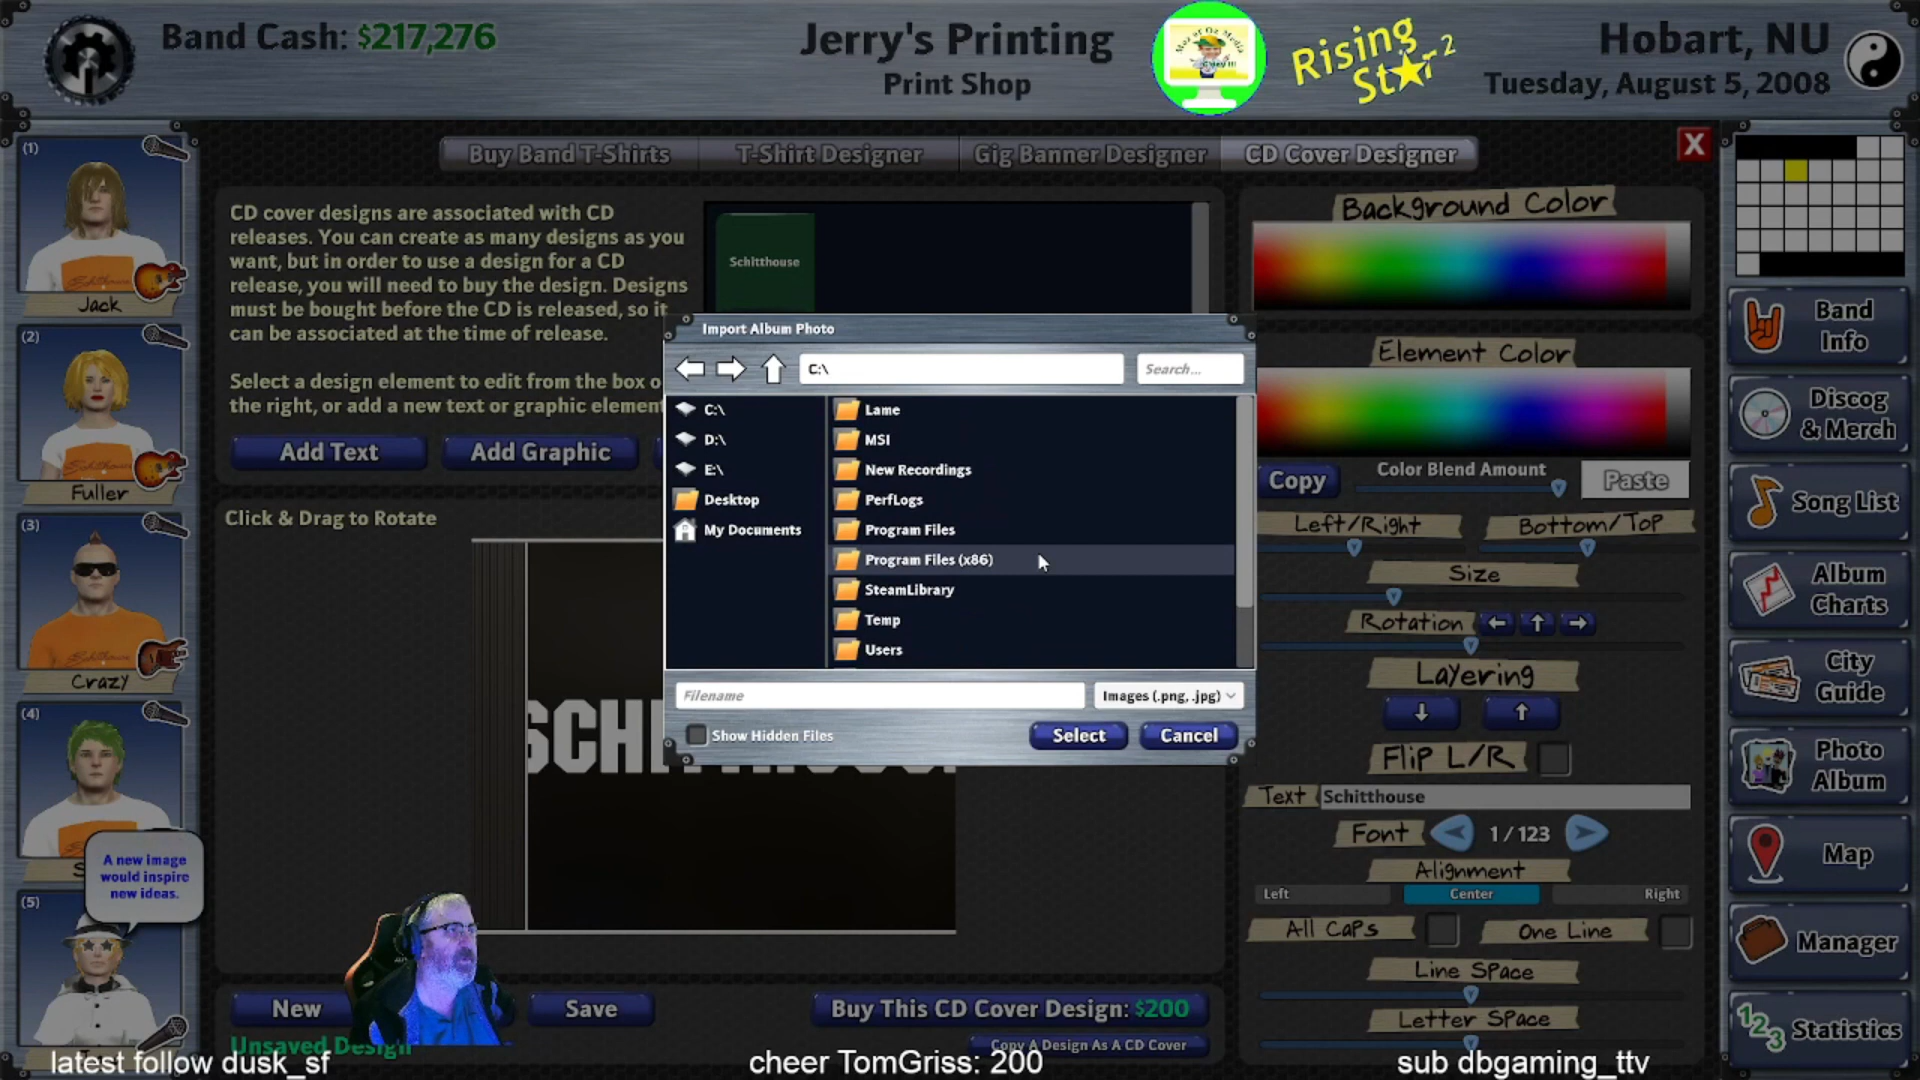 Band Cash: $217,276
Jerry's Printing
Print Shop
Rising Star 2
Hobart, NU
Tuesday, August 5, 2008
(1)
Jack
(2)
Fuller
(3)
Crazy
(4)
A new image
would inspire
new ideas.
(5)
Buy Band T-Shirts
T-Shirt Designer
Gig Banner Designer
CD Cover Designer
X
CD cover designs are associated with CD
releases. You can create as many designs as you
want, but in order to use a design for a CD
release, you will need to buy the design. Designs
must be bought before the CD is released, so it
can be associated at the time of release.
Select a design element to edit from the box o
the right, or add a new text or graphic element
Schitthouse
Add Text
Add Graphic
Click & Drag to Rotate
Import Album Photo
C:\
Search...
C:\
D:\
E:\
Desktop
My Documents
Lame
MSI
New Recordings
PerfLogs
Program Files
Program Files (x86)
SteamLibrary
Temp
Users
Filename
Images (.png, .jpg)
Show Hidden Files
Select
Cancel
New
Save
Buy This CD Cover Design: $200
Copy A Design As A CD Cover
Unsaved Design
Background Color
Element Color
Copy
Color Blend Amount
Paste
Left/Right
Bottom/Top
Size
Rotation
Layering
Flip L/R
Text
Schitthouse
Font
1 / 123
Alignment
Left
Center
Right
All Caps
One Line
Line Space
Letter Space
Band
Info
Discog
& Merch
Song List
Album
Charts
City
Guide
Photo
Album
Map
Manager
123
Statistics
latest follow dusk_sf
cheer TomGriss: 200
sub dbgaming_ttv